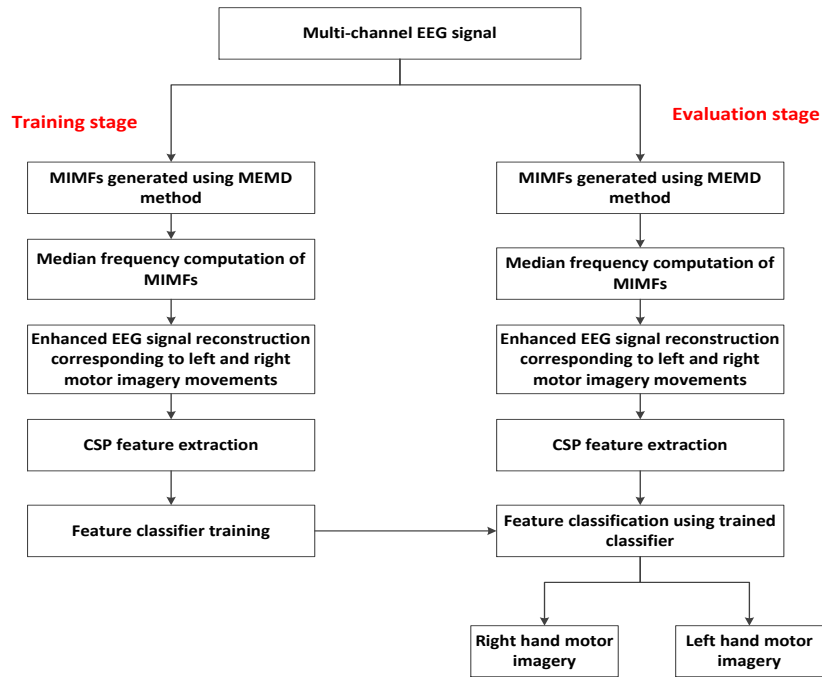 Multi-channel EEG signal
Training stage
Evaluation stage
MIMFs generated using MEMD
method
MIMFs generated using MEMD
method
Median frequency computation of
MIMFs
Median frequency computation of
MIMFs
Enhanced EEG signal reconstruction
corresponding to left and right
motor imagery movements
Enhanced EEG signal reconstruction
corresponding to left and right
motor imagery movements
CSP feature extraction
CSP feature extraction
Feature classifier training
Feature classification using trained
classifier
Right hand motor
imagery
Left hand motor
imagery